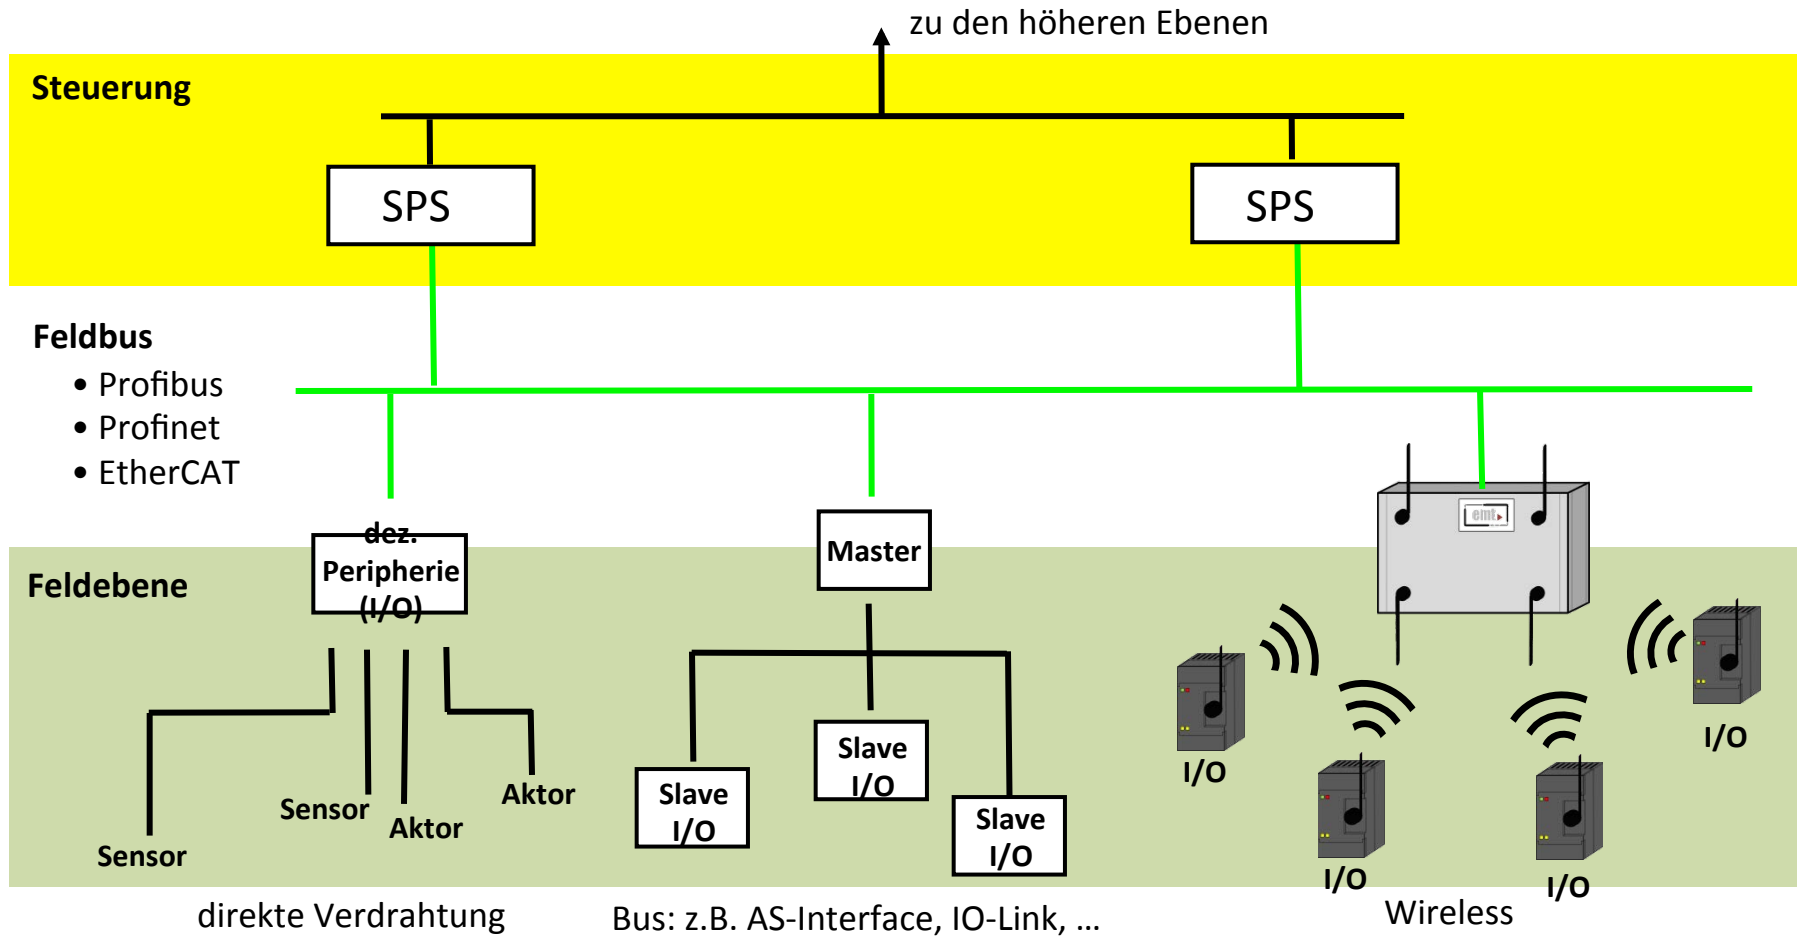 zu den höheren Ebenen
Steuerung
SPS
SPS
Feldbus
• Profibus
• Profinet
• EtherCAT
emt
dez.
Peripherie
(I/O)
Master
Feldebene
Sensor
Sensor
Aktor
Aktor
Slave
I/O
Slave
I/O
Slave
I/O
I/O
I/O
I/O
I/O
direkte Verdrahtung
Bus: z.B. AS-Interface, IO-Link, ...
Wireless